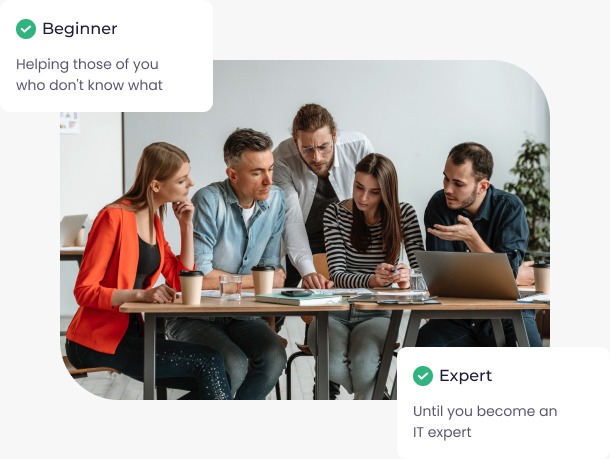 Beginner
Helping those of you
who don't know what
Expert
Until you become an
IT expert